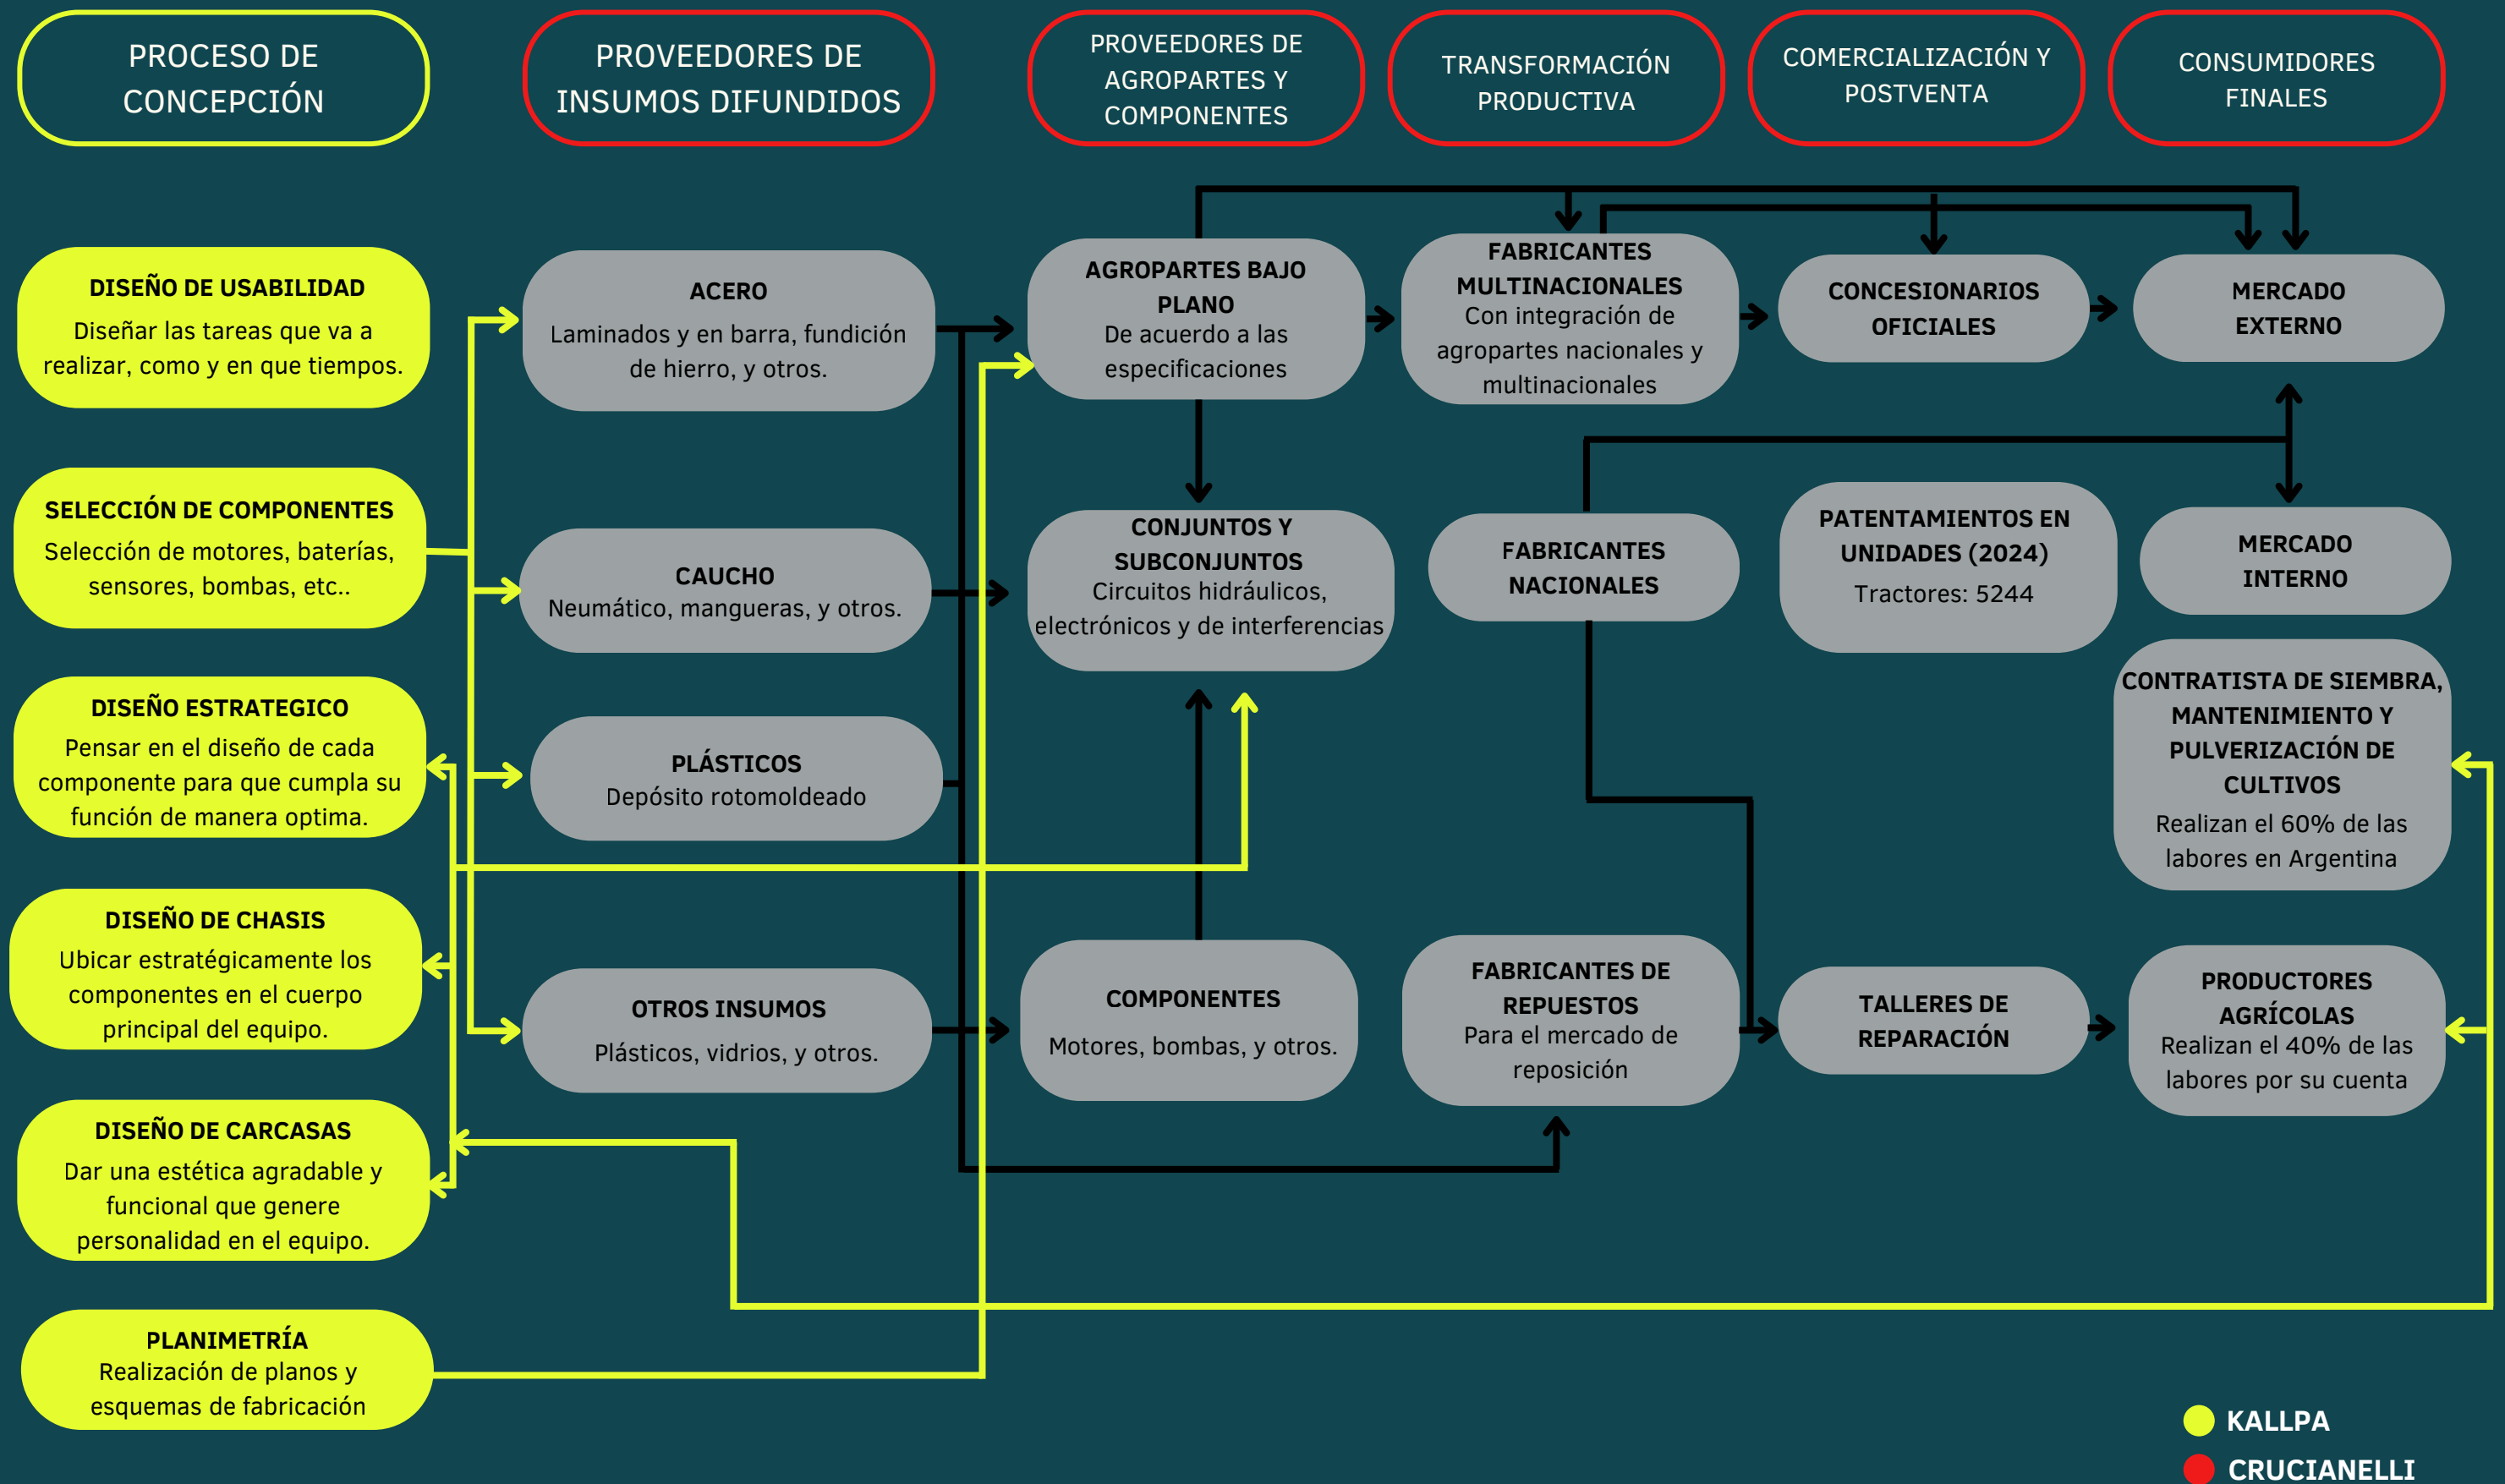 PROCESO DE
CONCEPCIÓN
PROVEEDORES DE
INSUMOS DIFUNDIDOS
PROVEEDORES DE
AGROPARTES Y
COMPONENTES
TRANSFORMACIÓN
PRODUCTIVA
COMERCIALIZACIÓN Y
POSTVENTA
CONSUMIDORES
FINALES
DISEÑO DE USABILIDAD
Diseñar las tareas que va a
realizar, como y en que tiempos.
SELECCIÓN DE COMPONENTES
Selección de motores, baterías,
sensores, bombas, etc..
DISEÑO ESTRATEGICO
Pensar en el diseño de cada
componente para que cumpla su
función de manera optima.
DISEÑO DE CHASIS
Ubicar estratégicamente los
componentes en el cuerpo
principal del equipo.
DISEÑO DE CARCASAS
Dar una estética agradable y
funcional que genere
personalidad en el equipo.
PLANIMETRÍA
Realización de planos y
esquemas de fabricación
ACERO
Laminados y en barra, fundición
de hierro, y otros.
CAUCHO
Neumático, mangueras, y otros.
PLÁSTICOS
Depósito rotomoldeado
OTROS INSUMOS
Plásticos, vidrios, y otros.
AGROPARTES BAJO
PLANO
De acuerdo a las
especificaciones
CONJUNTOS Y
SUBCONJUNTOS
Circuitos hidráulicos,
electrónicos y de interferencias
COMPONENTES
Motores, bombas, y otros.
FABRICANTES
MULTINACIONALES
Con integración de
agropartes nacionales y
multinacionales
FABRICANTES
NACIONALES
FABRICANTES DE
REPUESTOS
Para el mercado de
reposición
CONCESIONARIOS
OFICIALES
PATENTAMIENTOS EN
UNIDADES (2024)
Tractores: 5244
TALLERES DE
REPARACIÓN
MERCADO
EXTERNO
MERCADO
INTERNO
CONTRATISTA DE SIEMBRA,
MANTENIMIENTO Y
PULVERIZACIÓN DE
CULTIVOS
Realizan el 60% de las
labores en Argentina
PRODUCTORES
AGRÍCOLAS
Realizan el 40% de las
labores por su cuenta
KALLPA
CRUCIANELLI